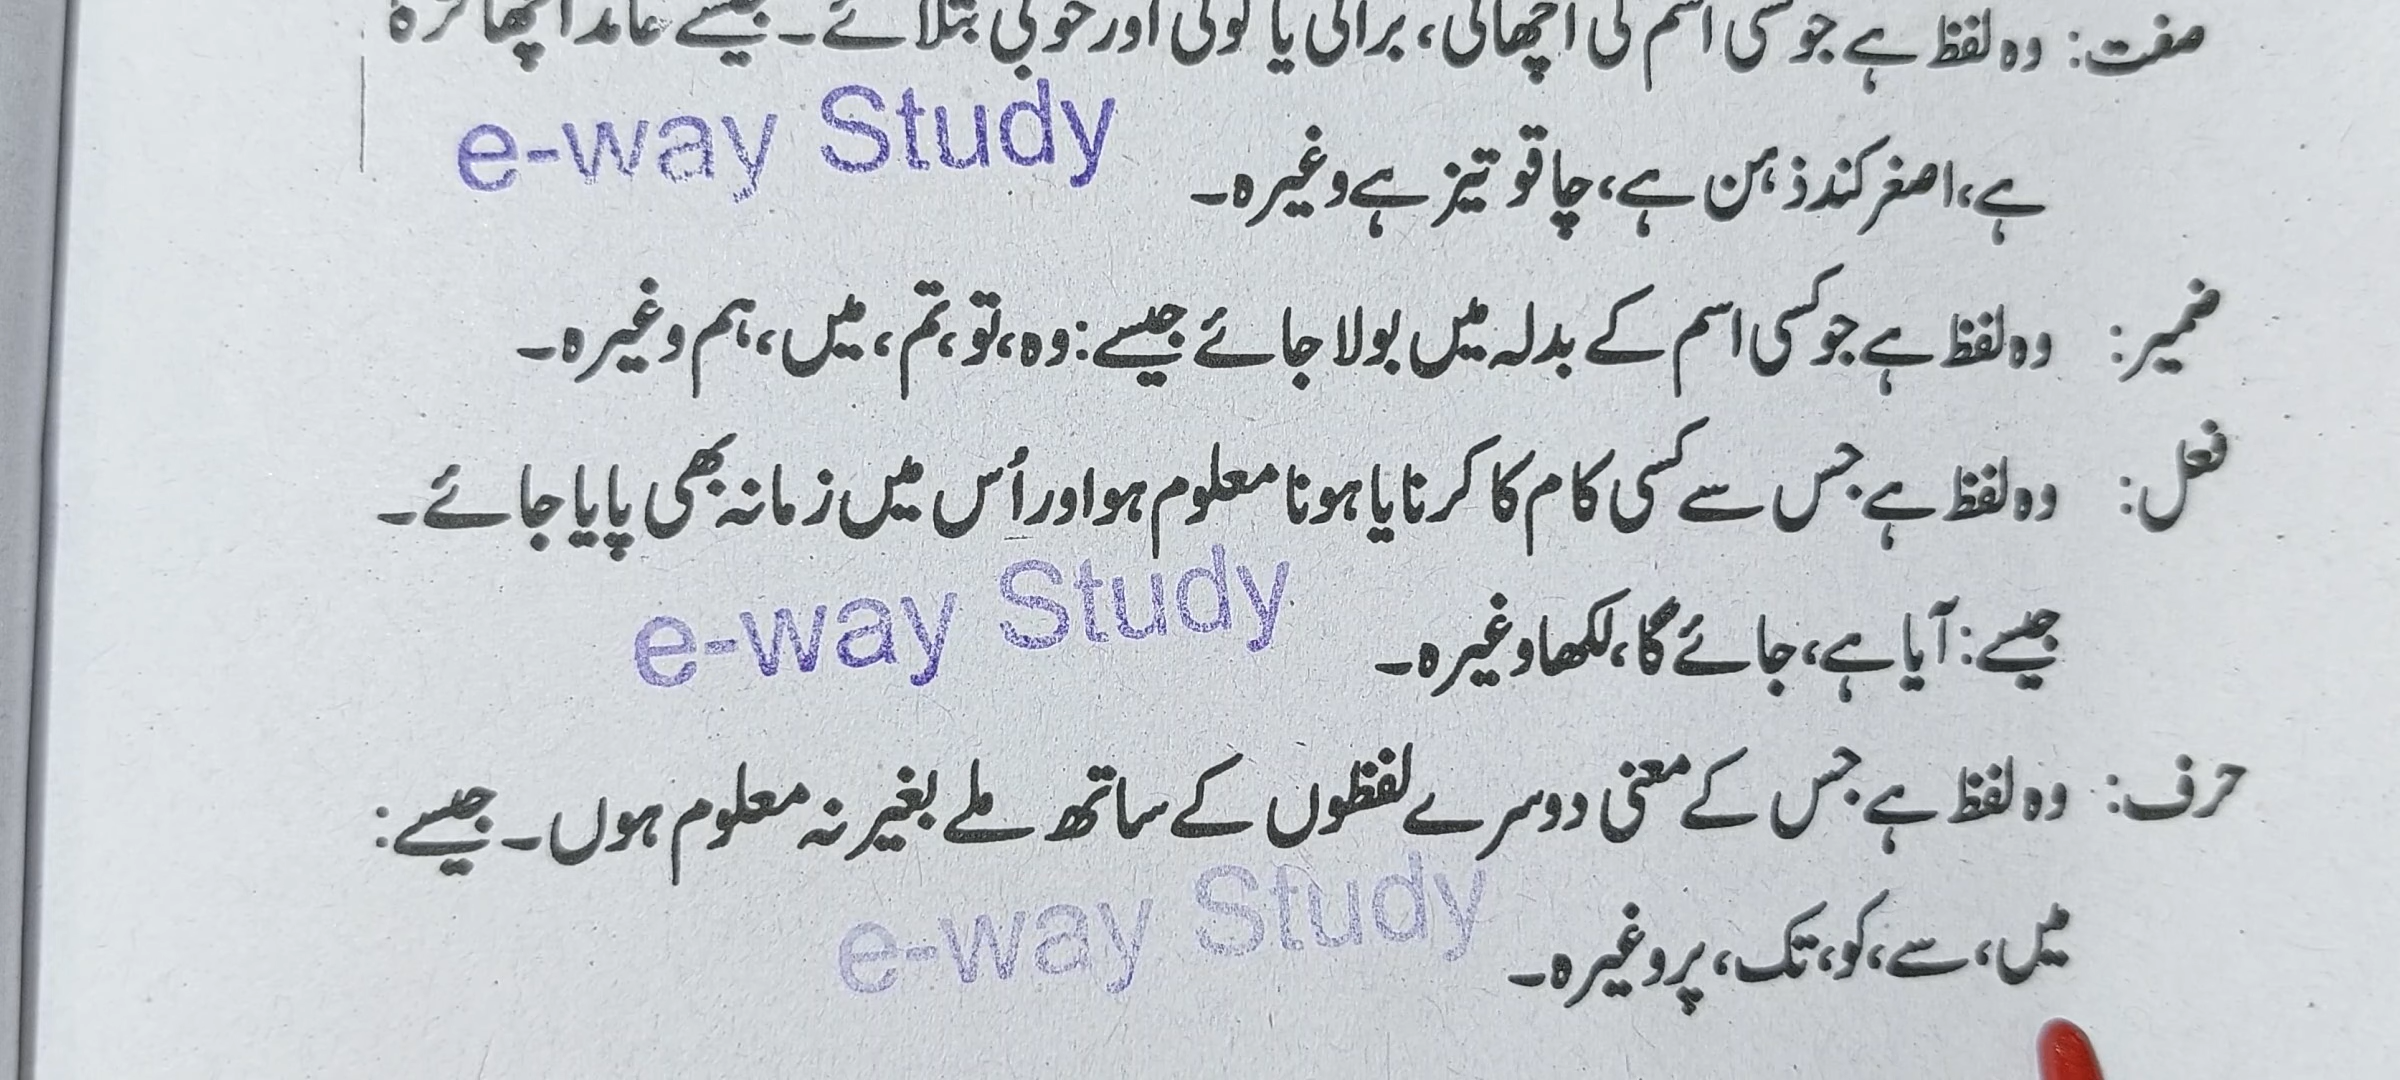 صفت: وہ لفظ ہے جو کسی اسم کی اچھائی، برائی یا کوئی اور خوبی بتلائے۔ جیسے حامد اچھا لڑکا
e-way Study
ہے، اصغر کند ذہن ہے، چاقو تیز ہے وغیرہ۔
ضمیر: وہ لفظ ہے جو کسی اسم کے بدلہ میں بولا جائے جیسے: وہ، تو، تم، میں، ہم وغیرہ۔
فعل: وہ لفظ ہے جس سے کسی کام کا کرنا یا ہونا معلوم ہو اور اُس میں زمانہ بھی پایا جائے۔
e-way Study
جیسے: آیا ہے، جائے گا، لکھا وغیرہ۔
حرف: وہ لفظ ہے جس کے معنی دوسرے لفظوں کے ساتھ ملے بغیر نہ معلوم ہوں۔ جیسے:
e-way Study
میں، سے، کو، تک، پر وغیرہ۔